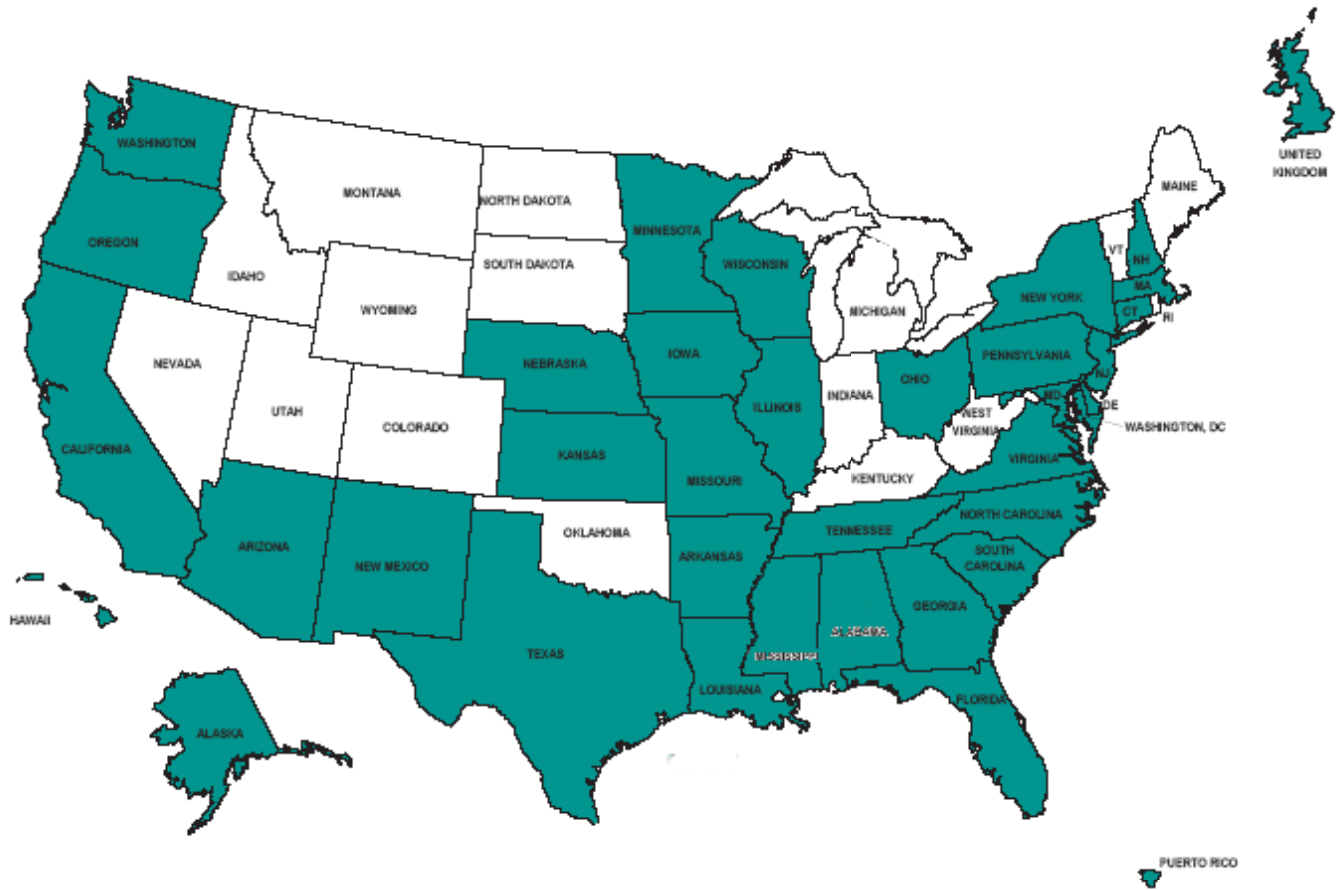 UNITED
KINGDOM
WASHINGTON
MAINE
MONTANA
NORTH DAKOTA
MINNESOTA
OREGON
VT
NH
SOUTH DAKOTA
WISCONSIN
IDAHO
MA
NEW YORK
WYOMING
MICHIGAN
CT
RI
IOWA
PENNSYLVANIA
NEVADA
NEBRASKA
NJ
OHIO
INDIANA
MD
DE
UTAH
ILLINOIS
COLORADO
WEST
VIRGINIA
WASHINGTON, DC
CALIFORNIA
KANSAS
VIRGINIA
MISSOURI
KENTUCKY
NORTH CAROLINA
OKLAHOMA
TENNESSEE
ARIZONA
ARKANSAS
SOUTH
CAROLINA
NEW MEXICO
GEORGIA
HAWAII
ALABAMA
TEXAS
MISSISSIPPI
LOUISIANA
FLORIDA
ALASKA
PUERTO RICO